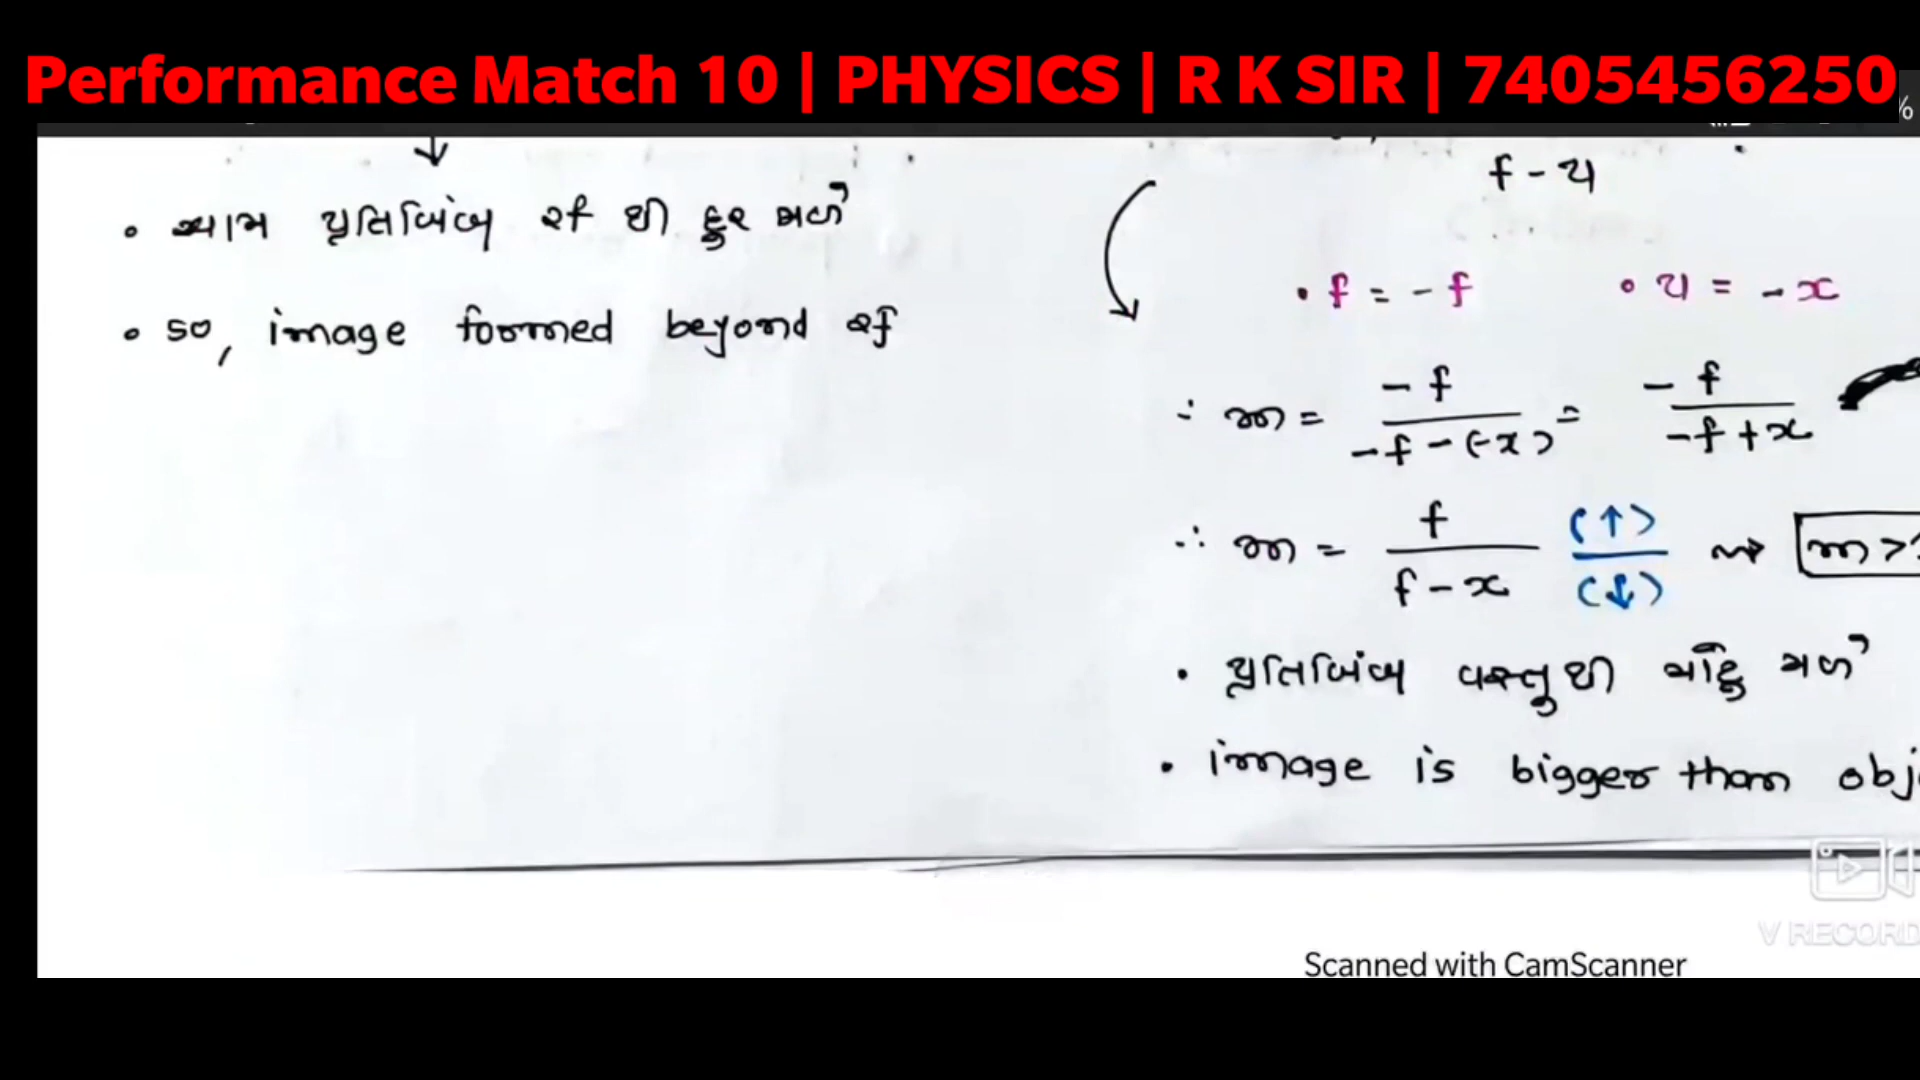 Performance Match 10 | PHYSICS | R K SIR | 7405456250
%
f - u
• આમ પ્રતિબિંબ 2f થી દુર મળે
• so, image formed beyond 2f
• f = - f • u = - x
∴ m = - f / - f - (- x) = - f / - f + x
∴ m = f / f - x (↑) / (↓) ⇝ m >
• પ્રતિબિંબ વસ્તુથી મોટુ મળે
• image is bigger than obj
V RECORD
Scanned with CamScanner